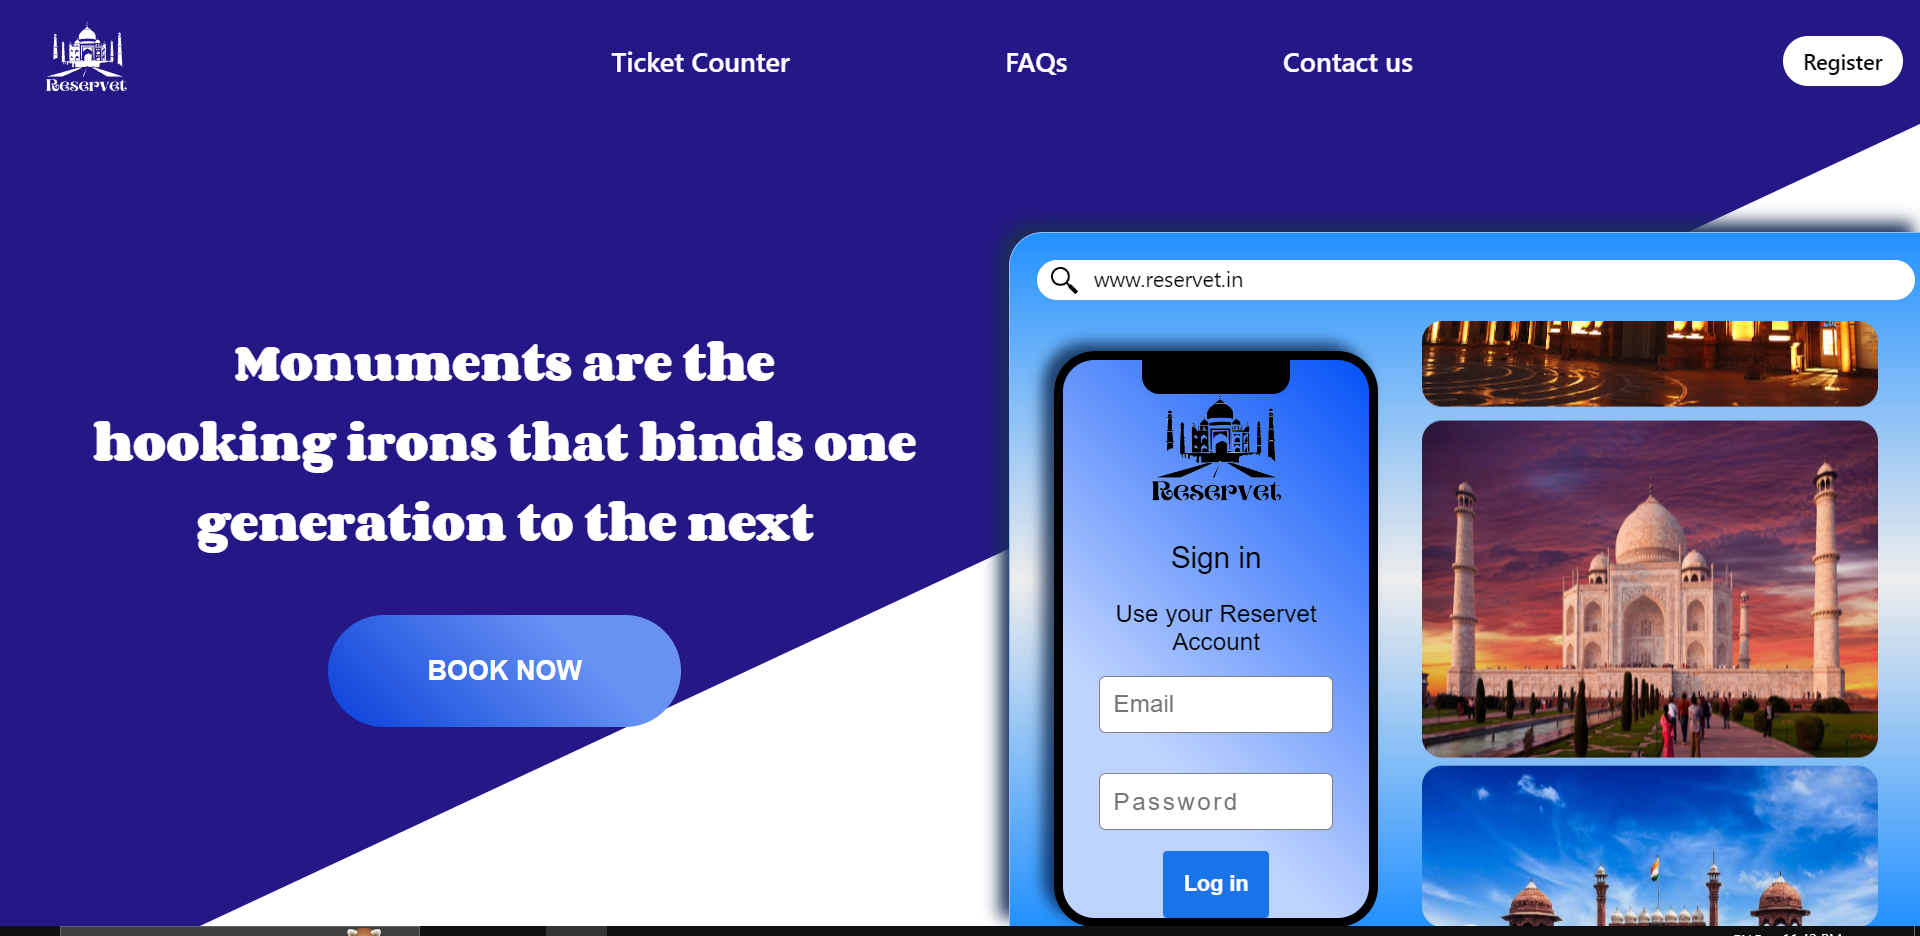 Reservet
Ticket Counter
FAQs
Contact us
Register
Monuments are the
hooking irons that binds one
generation to the next
BOOK NOW
www.reservet.in
Reservet
Sign in
Use your Reservet
Account
Email
Password
Log in